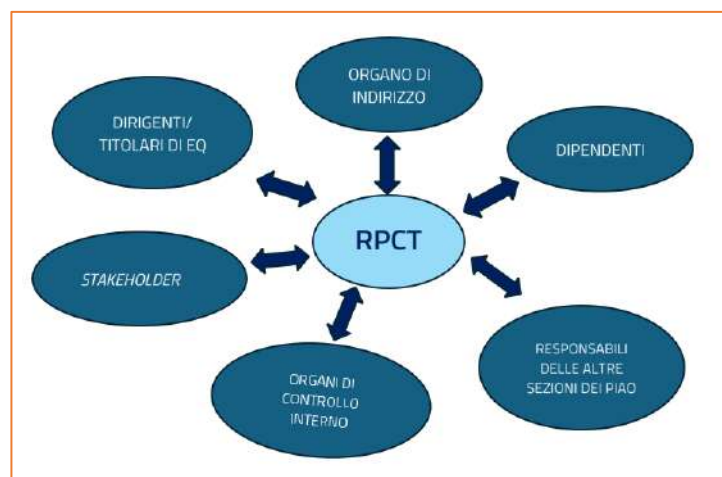 ORGANO DI
INDIRIZZO
DIRIGENTI/
TITOLARI DI EQ
DIPENDENTI
RPCT
STAKEHOLDER
RESPONSABILI
DELLE ALTRE
SEZIONI DEI PIAO
ORGANI DI
CONTROLLO
INTERNO